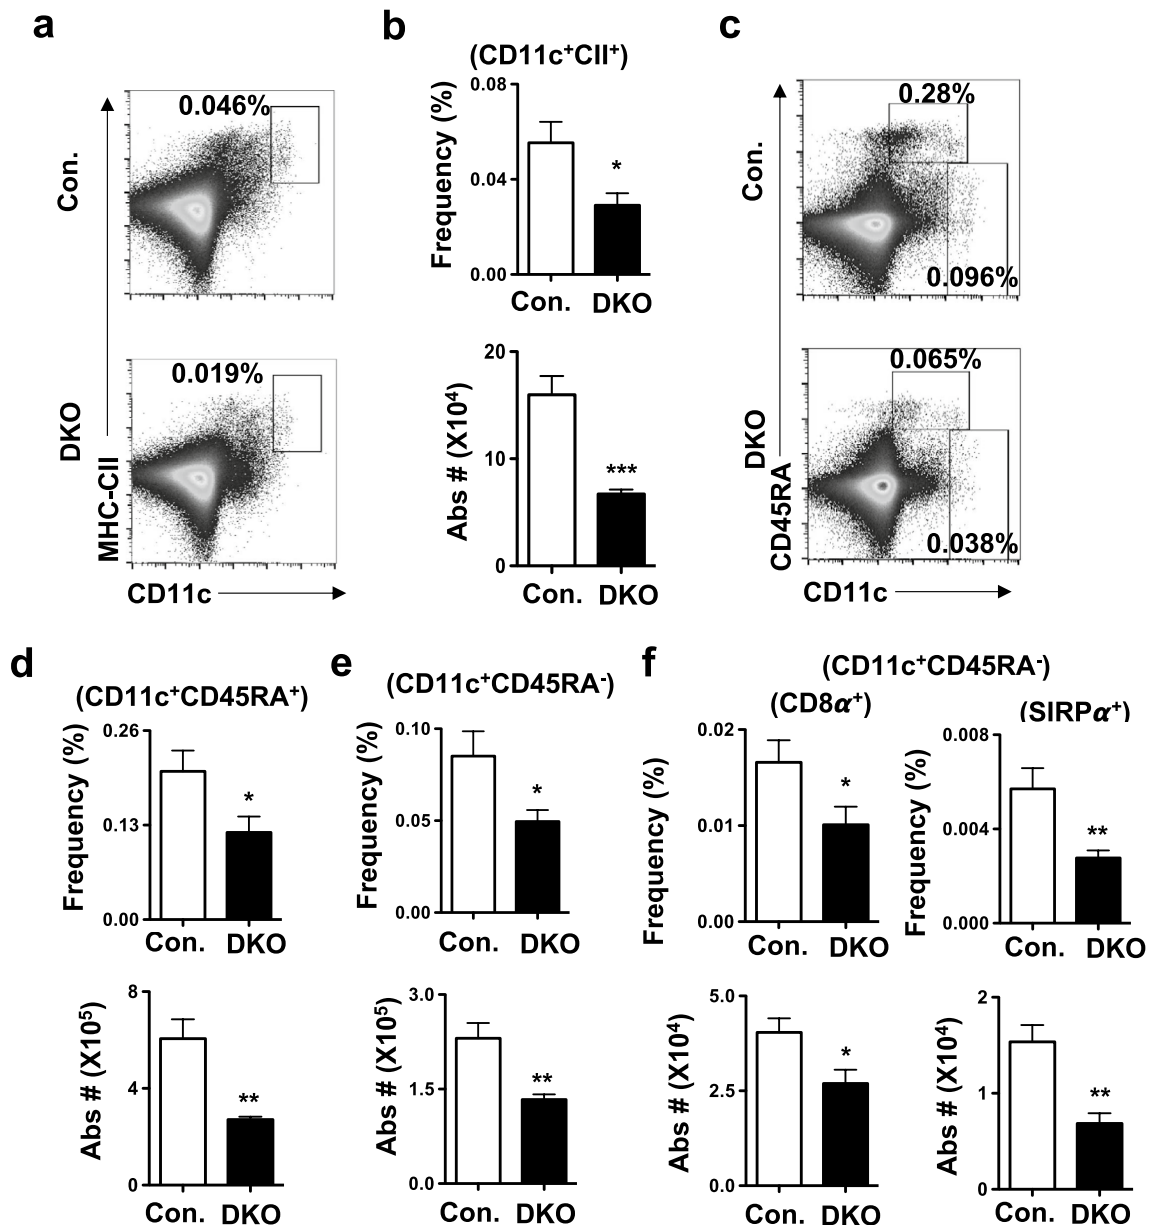 a
0.046%
Con.
0.019%
DKO
MHC-CII
CD11c
b
(CD11c⁺CII⁺)
Frequency (%)
0.08
0.04
0.00
*
Con. DKO
Abs # (X10⁴)
20
10
0
***
Con. DKO
c
0.28%
Con.
0.096%
0.065%
DKO
CD45RA
0.038%
CD11c
d
(CD11c⁺CD45RA⁺)
Frequency (%)
0.26
0.13
0.00
*
Con. DKO
Abs # (X10⁵)
8
4
0
**
Con. DKO
e
(CD11c⁺CD45RA⁻)
Frequency (%)
0.10
0.05
0.00
*
Con. DKO
Abs # (X10⁵)
3.0
1.5
0.0
**
Con. DKO
f
(CD11c⁺CD45RA⁻)
(CD8α⁺)
Frequency (%)
0.02
0.01
0.00
*
Con. DKO
(SIRPα⁺)
Frequency (%)
0.008
0.004
0.000
**
Con. DKO
Abs # (X10⁴)
5.0
2.5
0.0
*
Con. DKO
Abs # (X10⁴)
2
1
0
**
Con. DKO